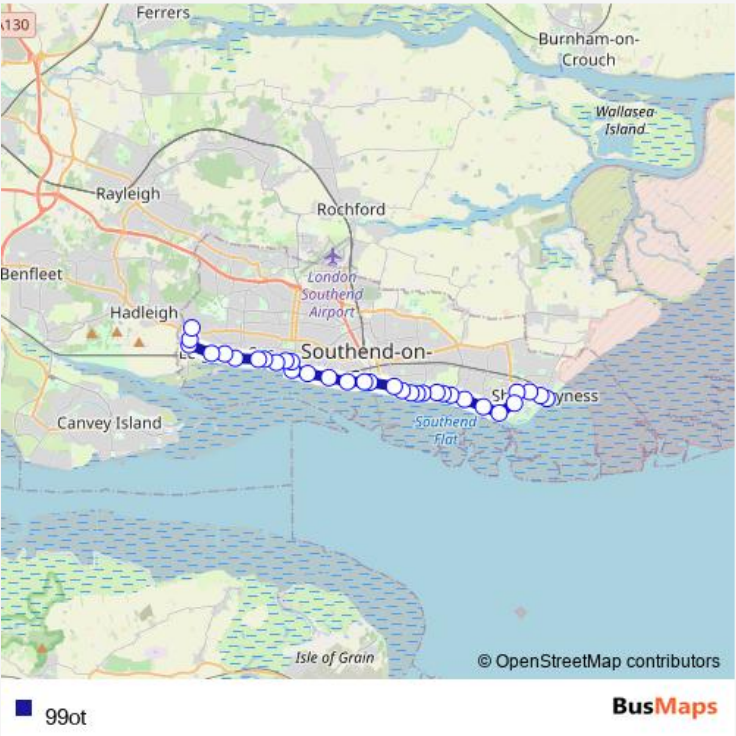 Ferrers
A130
Burnham-on-
Crouch
Wallasea
Island
Rayleigh
Rochford
Benfleet
London
Southend
Airport
Hadleigh
Southend-on-
yness
Canvey Island
Southend
Flat
Isle of Grain
© OpenStreetMap contributors
99ot
BusMaps